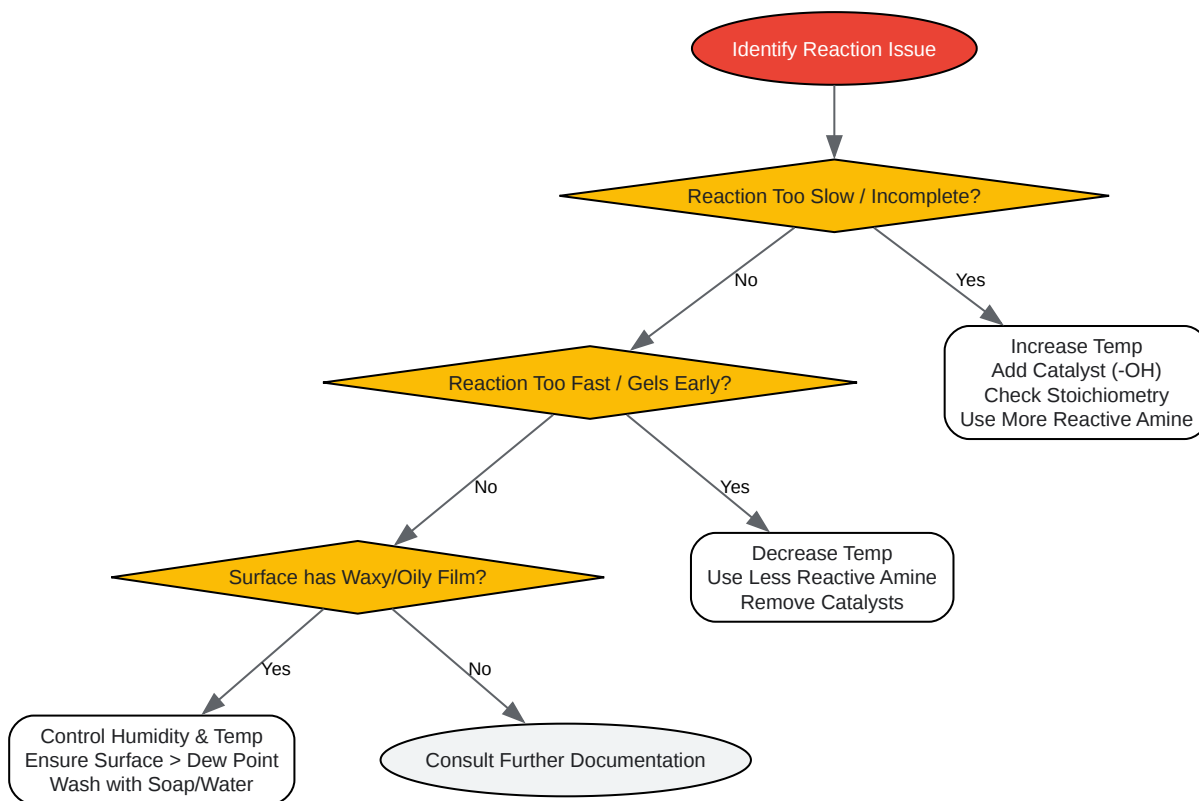 Identify Reaction Issue
Reaction Too Slow / Incomplete?
No
Yes
Increase Temp
Add Catalyst (-OH)
Check Stoichiometry
Use More Reactive Amine
Reaction Too Fast / Gels Early?
No
Yes
Decrease Temp
Use Less Reactive Amine
Remove Catalysts
Surface has Waxy/Oily Film?
Yes
No
Control Humidity & Temp
Ensure Surface > Dew Point
Wash with Soap/Water
Consult Further Documentation